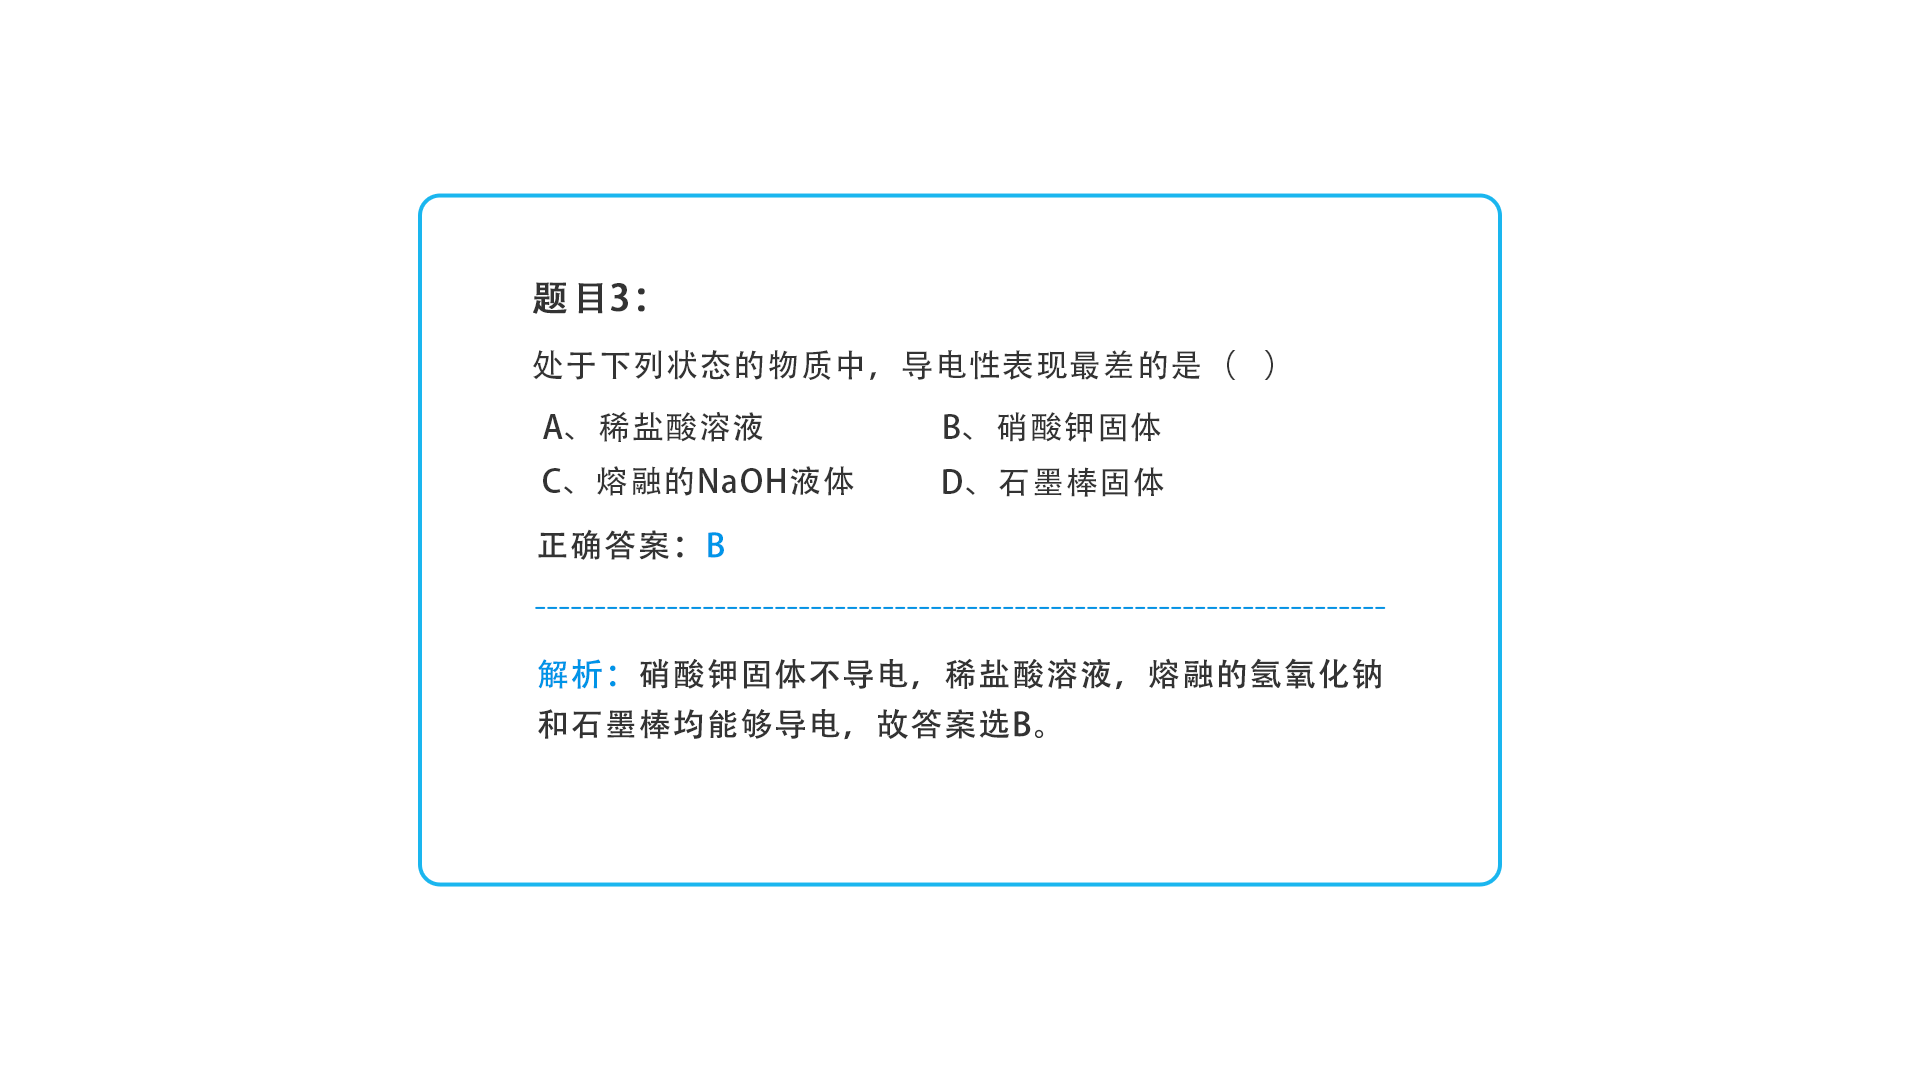 题目3：
处于下列状态的物质中，导电性表现最差的是（ ）
A、稀盐酸溶液 B、硝酸钾固体
C、熔融的NaOH液体 D、石墨棒固体
正确答案：B
解析：硝酸钾固体不导电，稀盐酸溶液，熔融的氢氧化钠
和石墨棒均能够导电，故答案选B。